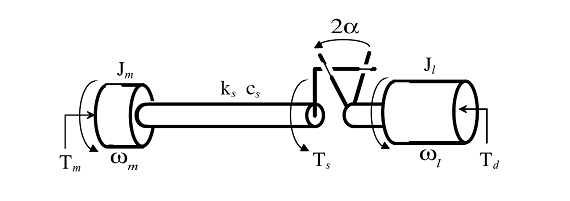 2α
J_m
k_s c_s
J_l
T_m
ω_m
T_s
ω_l
T_d